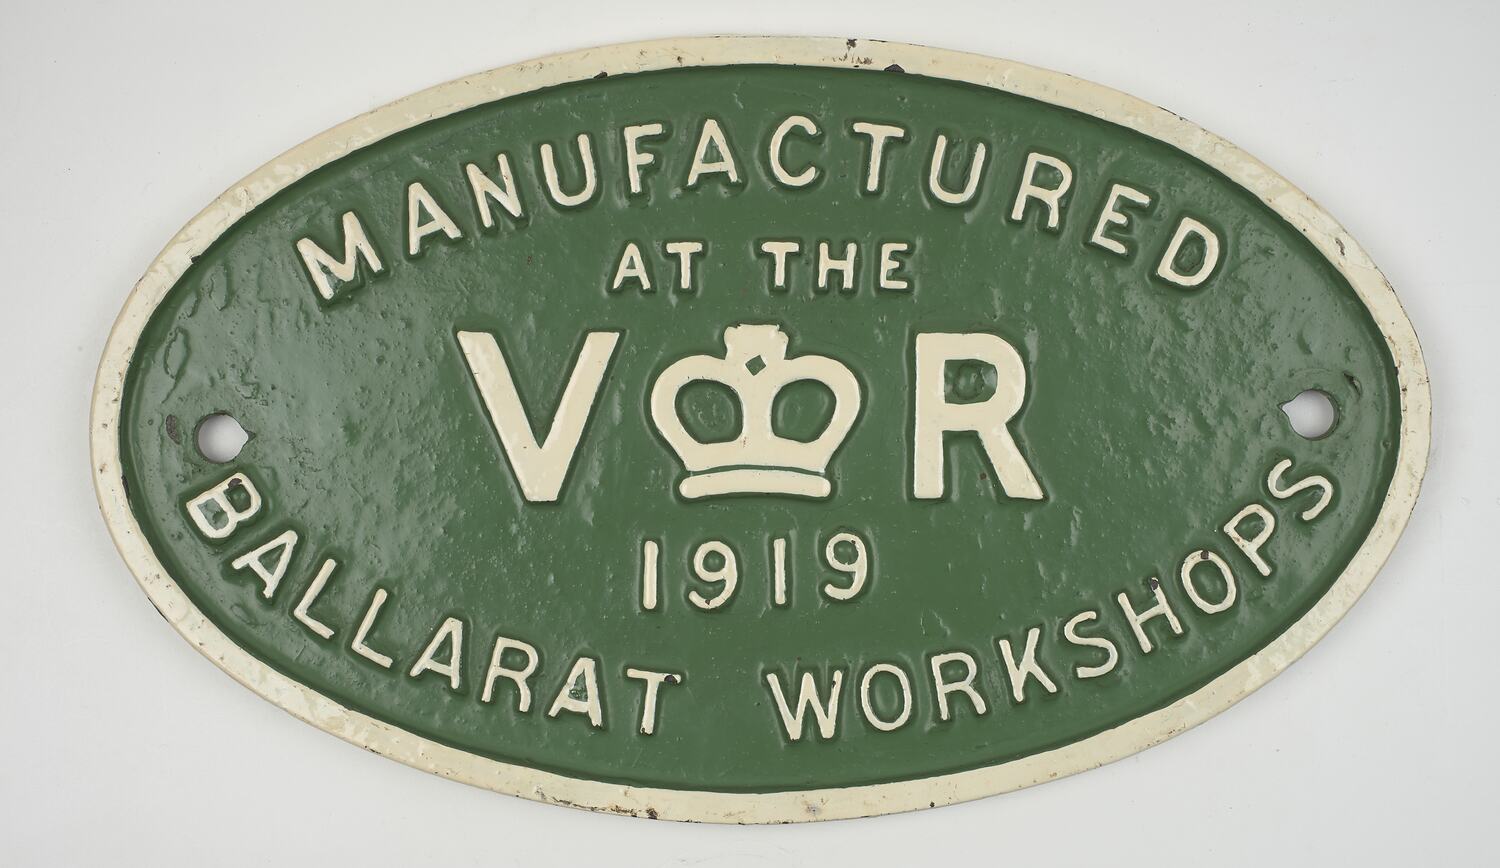 MANUFACTURED
AT THE
V R
1919
BALLARAT WORKSHOPS